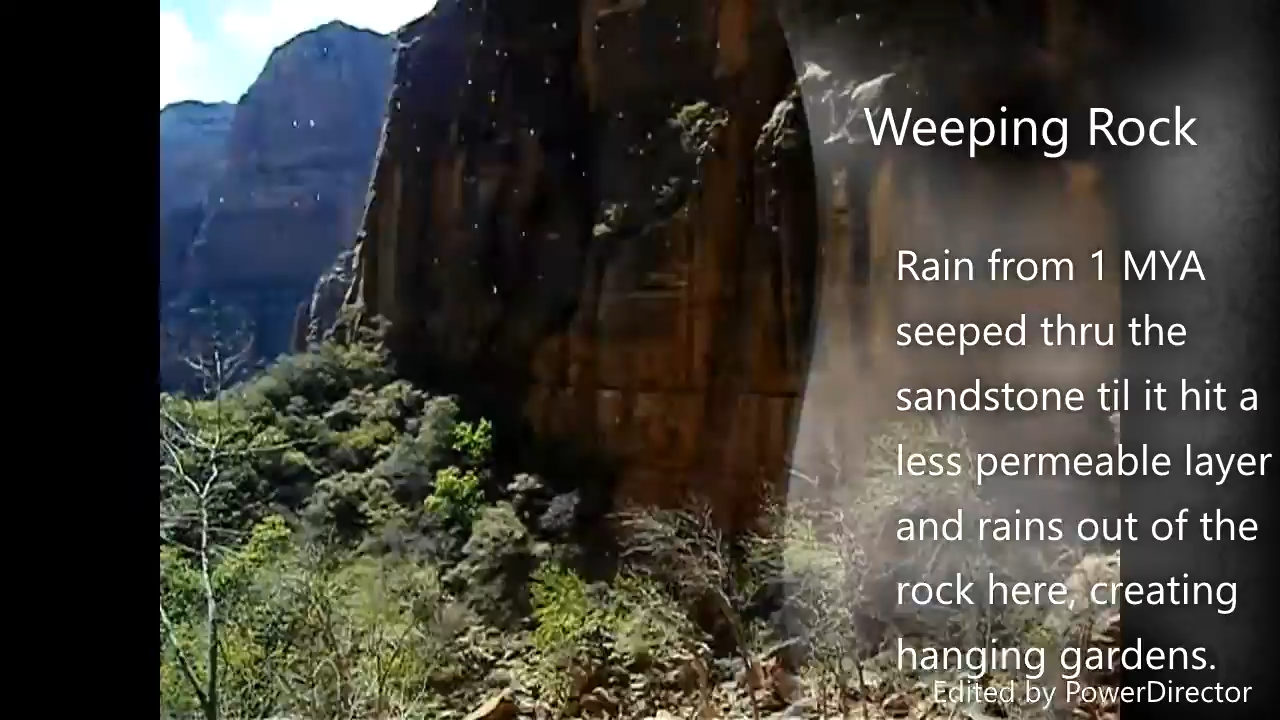 Weeping Rock
Rain from 1 MYA
seeped thru the
sandstone til it hit a
less permeable layer
and rains out of the
rock here, creating
hanging gardens.
Edited by PowerDirector